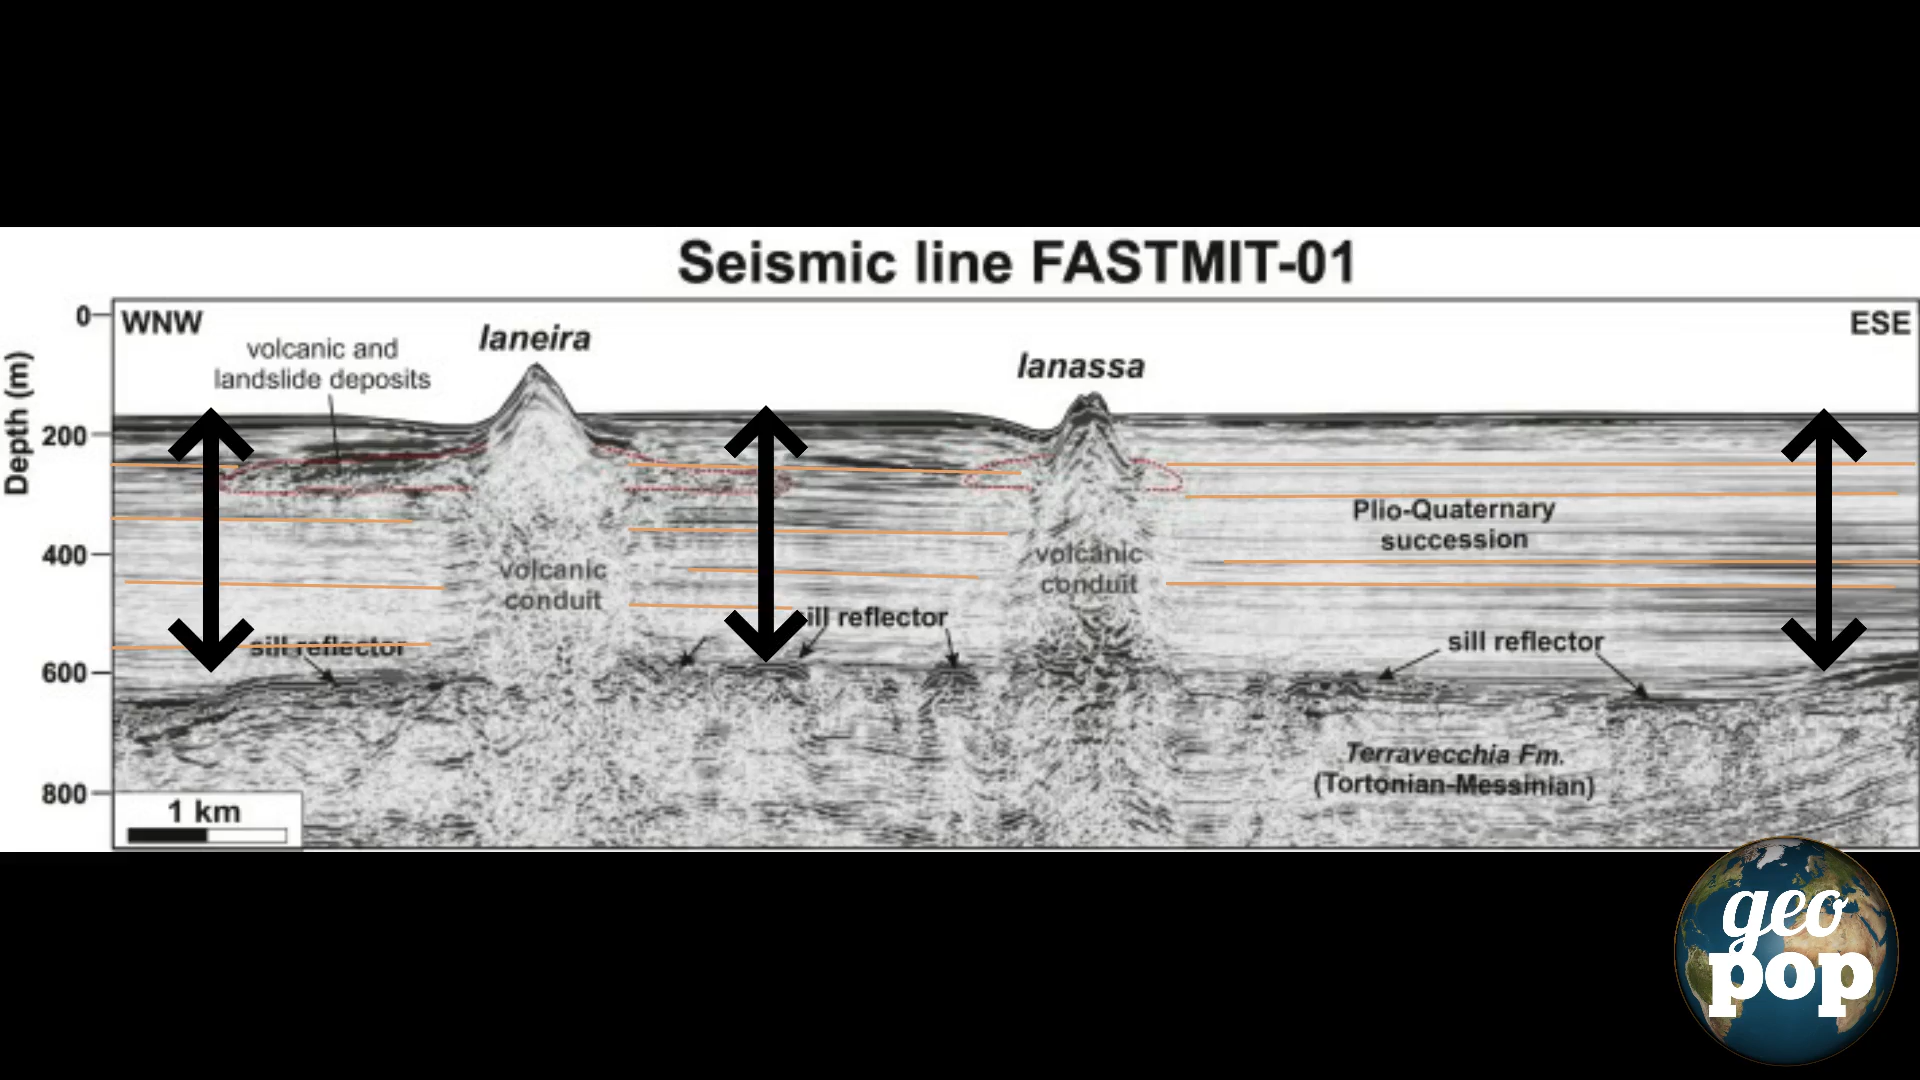 Seismic line FASTMIT-01
0
WNW
ESE
Ianeira
volcanic and
landslide deposits
Ianassa
Depth (m)
200
Plio-Quaternary
succession
400
volcanic
conduit
volcanic
conduit
sill reflector
ill reflector
sill reflector
600
Terravecchia Fm.
(Tortonian-Messinian)
800
1 km
geo
pop